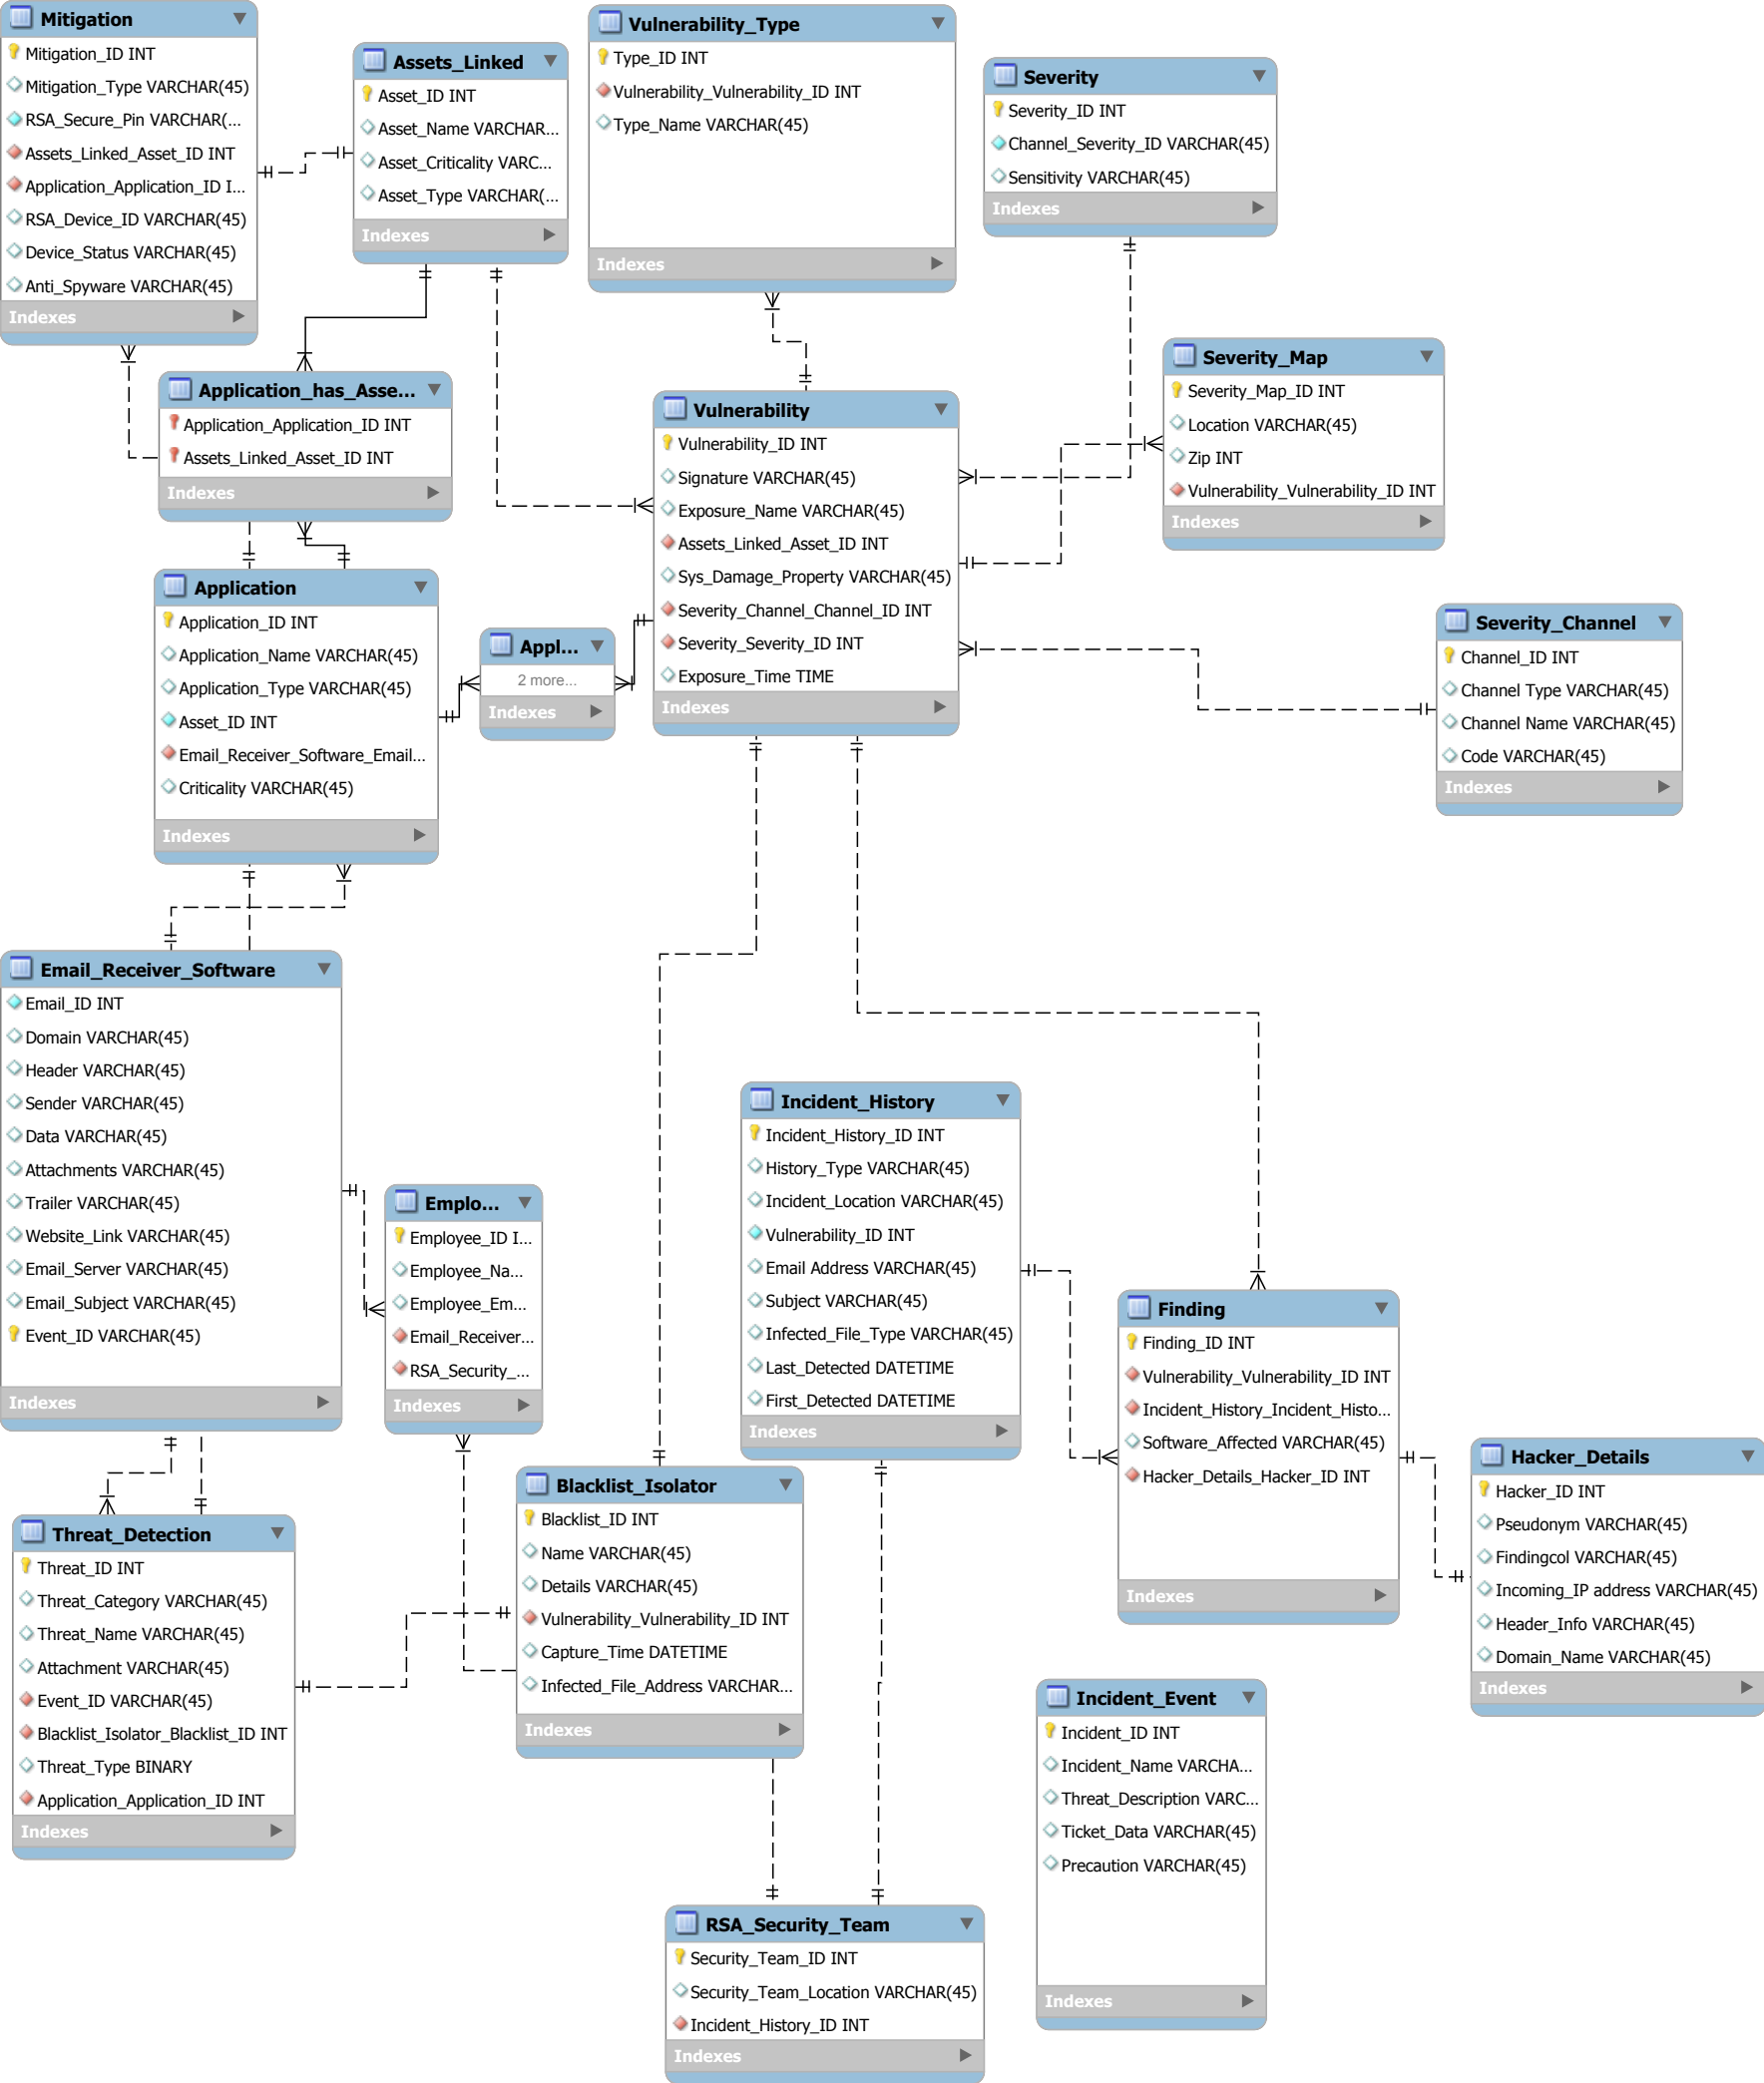 Mitigation
Mitigation_ID INT
Mitigation_Type VARCHAR(45)
RSA_Secure_Pin VARCHAR(...
Assets_Linked_Asset_ID INT
Application_Application_ID I...
RSA_Device_ID VARCHAR(45)
Device_Status VARCHAR(45)
Anti_Spyware VARCHAR(45)
Indexes
Assets_Linked
Asset_ID INT
Asset_Name VARCHAR...
Asset_Criticality VARC...
Asset_Type VARCHAR(...
Indexes
Vulnerability_Type
Type_ID INT
Vulnerability_Vulnerability_ID INT
Type_Name VARCHAR(45)
Indexes
Severity
Severity_ID INT
Channel_Severity_ID VARCHAR(45)
Sensitivity VARCHAR(45)
Indexes
Severity_Map
Severity_Map_ID INT
Location VARCHAR(45)
Zip INT
Vulnerability_Vulnerability_ID INT
Indexes
Application_has_Asse...
Application_Application_ID INT
Assets_Linked_Asset_ID INT
Indexes
Vulnerability
Vulnerability_ID INT
Signature VARCHAR(45)
Exposure_Name VARCHAR(45)
Assets_Linked_Asset_ID INT
Sys_Damage_Property VARCHAR(45)
Severity_Channel_Channel_ID INT
Severity_Severity_ID INT
Exposure_Time TIME
Indexes
Application
Application_ID INT
Application_Name VARCHAR(45)
Application_Type VARCHAR(45)
Asset_ID INT
Email_Receiver_Software_Email...
Criticality VARCHAR(45)
Indexes
Appl...
2 more...
Indexes
Severity_Channel
Channel_ID INT
Channel Type VARCHAR(45)
Channel Name VARCHAR(45)
Code VARCHAR(45)
Indexes
Email_Receiver_Software
Email_ID INT
Domain VARCHAR(45)
Header VARCHAR(45)
Sender VARCHAR(45)
Data VARCHAR(45)
Attachments VARCHAR(45)
Trailer VARCHAR(45)
Website_Link VARCHAR(45)
Email_Server VARCHAR(45)
Email_Subject VARCHAR(45)
Event_ID VARCHAR(45)
Indexes
Emplo...
Employee_ID I...
Employee_Na...
Employee_Em...
Email_Receiver...
RSA_Security_...
Indexes
Incident_History
Incident_History_ID INT
History_Type VARCHAR(45)
Incident_Location VARCHAR(45)
Vulnerability_ID INT
Email Address VARCHAR(45)
Subject VARCHAR(45)
Infected_File_Type VARCHAR(45)
Last_Detected DATETIME
First_Detected DATETIME
Indexes
Finding
Finding_ID INT
Vulnerability_Vulnerability_ID INT
Incident_History_Incident_Histo...
Software_Affected VARCHAR(45)
Hacker_Details_Hacker_ID INT
Indexes
Hacker_Details
Hacker_ID INT
Pseudonym VARCHAR(45)
Findingcol VARCHAR(45)
Incoming_IP address VARCHAR(45)
Header_Info VARCHAR(45)
Domain_Name VARCHAR(45)
Indexes
Threat_Detection
Threat_ID INT
Threat_Category VARCHAR(45)
Threat_Name VARCHAR(45)
Attachment VARCHAR(45)
Event_ID VARCHAR(45)
Blacklist_Isolator_Blacklist_ID INT
Threat_Type BINARY
Application_Application_ID INT
Indexes
Blacklist_Isolator
Blacklist_ID INT
Name VARCHAR(45)
Details VARCHAR(45)
Vulnerability_Vulnerability_ID INT
Capture_Time DATETIME
Infected_File_Address VARCHAR...
Indexes
Incident_Event
Incident_ID INT
Incident_Name VARCHA...
Threat_Description VARC...
Ticket_Data VARCHAR(45)
Precaution VARCHAR(45)
Indexes
RSA_Security_Team
Security_Team_ID INT
Security_Team_Location VARCHAR(45)
Incident_History_ID INT
Indexes